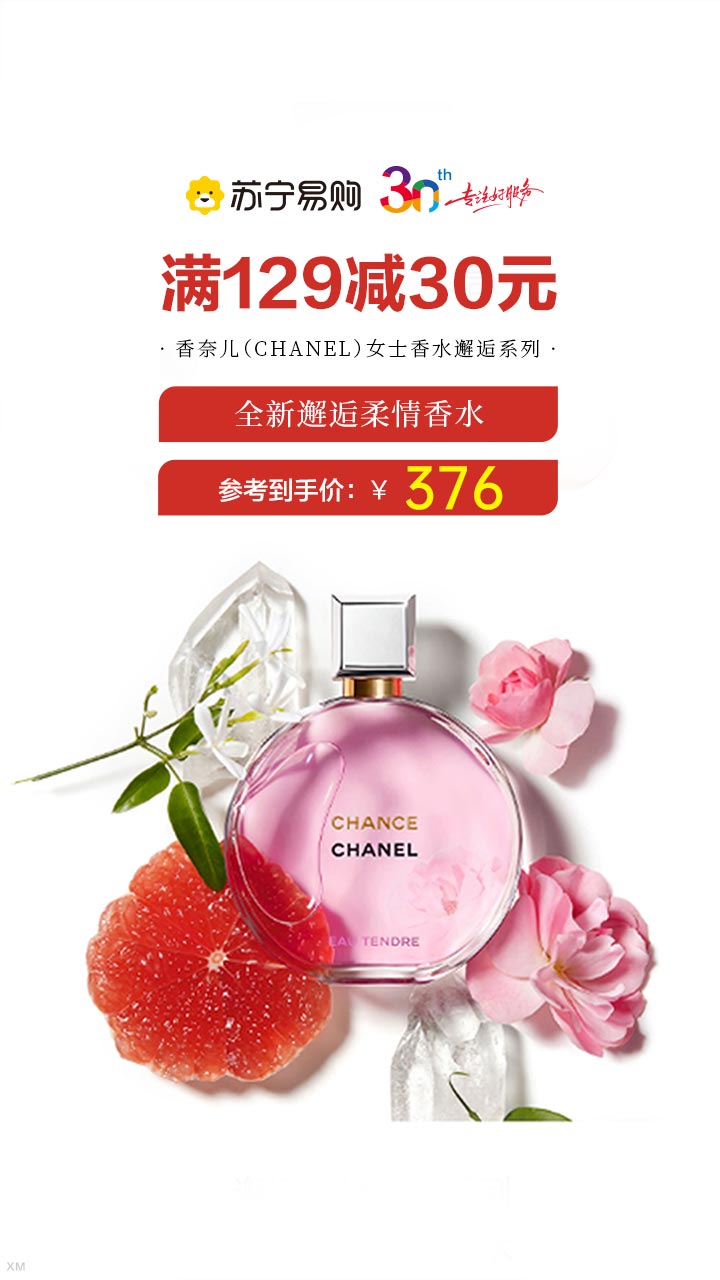 苏宁易购 30th 专注好服务
满129减30元
· 香奈儿(CHANEL)女士香水邂逅系列 ·
全新邂逅柔情香水
参考到手价：￥ 376
CHANCE
CHANEL
EAU TENDRE
XM